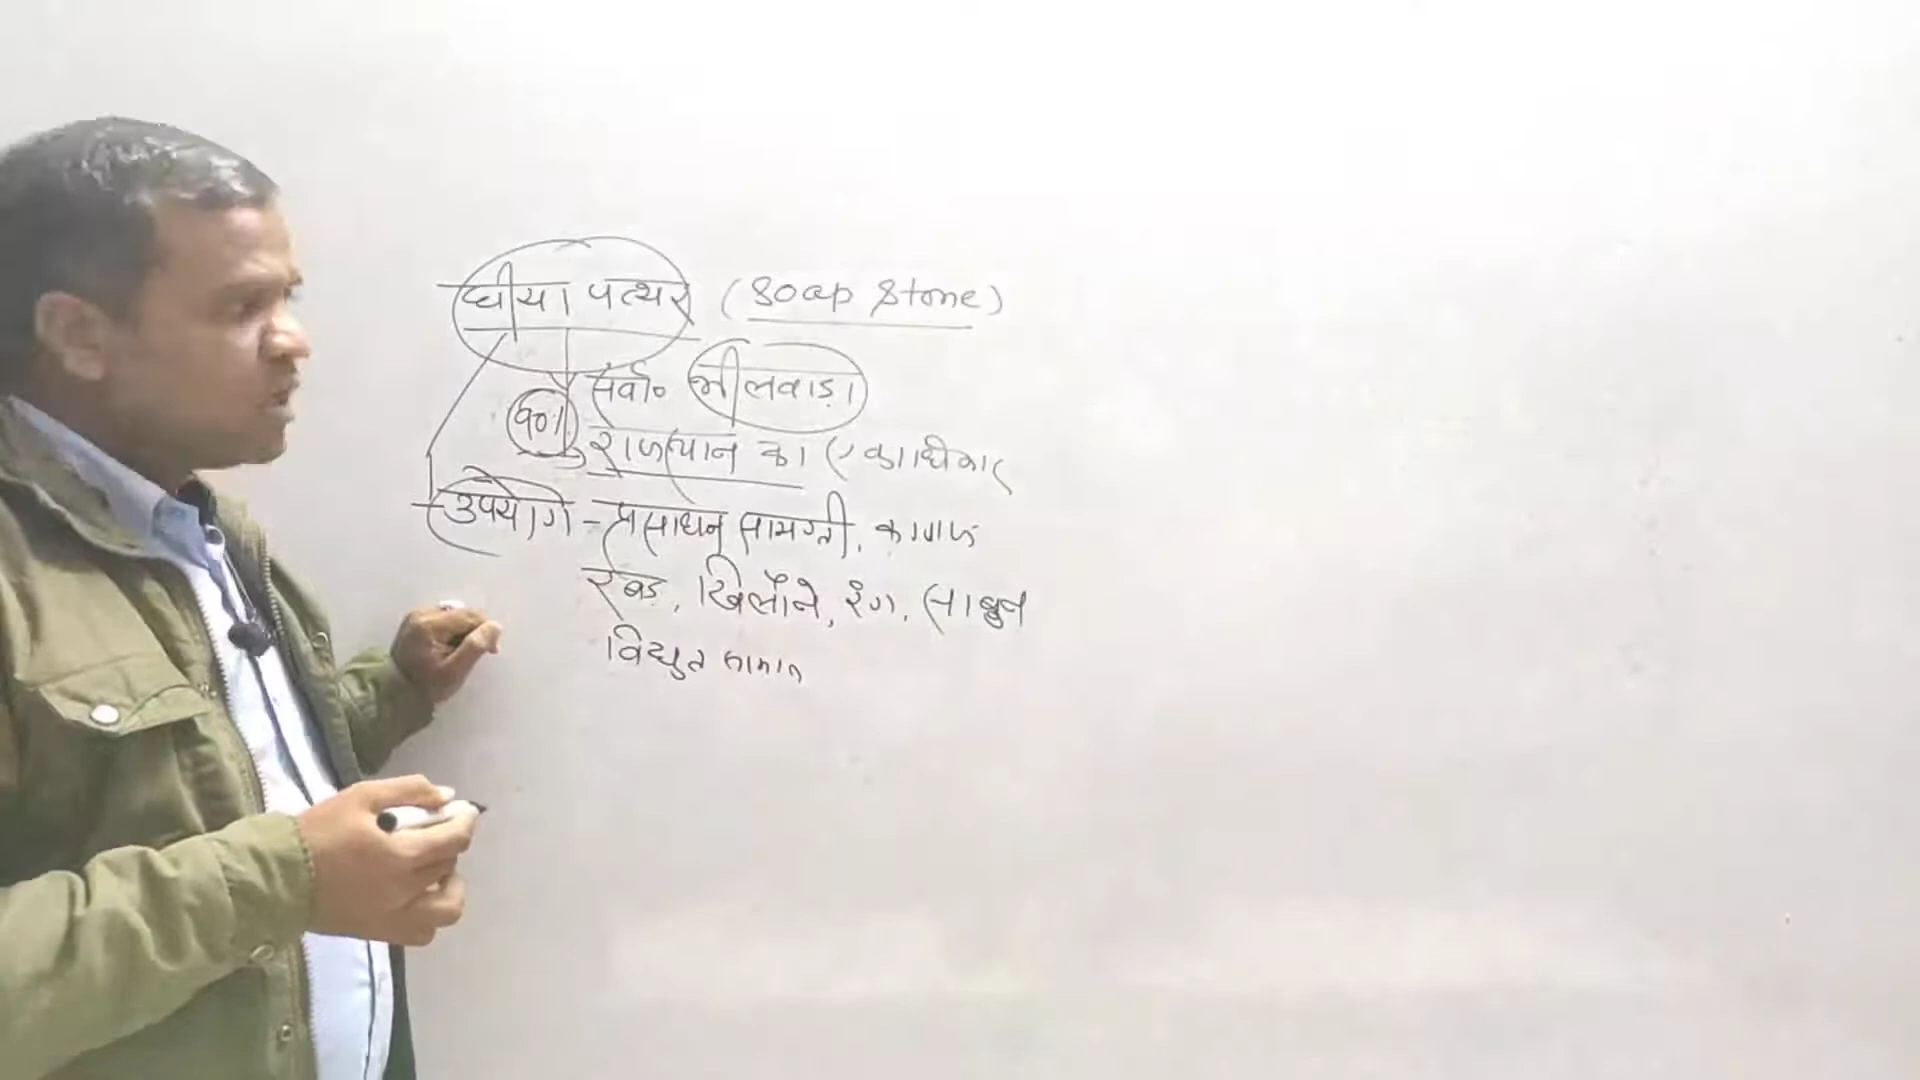 घीया पत्थर (Soap Stone)
सर्वा० भीलवाड़ा
90% राजस्थान का एकाधिकार
उपयोग - प्रसाधन सामग्री, कागज
रबड, खिलौने, रंग, साबुन
विद्युत सामान